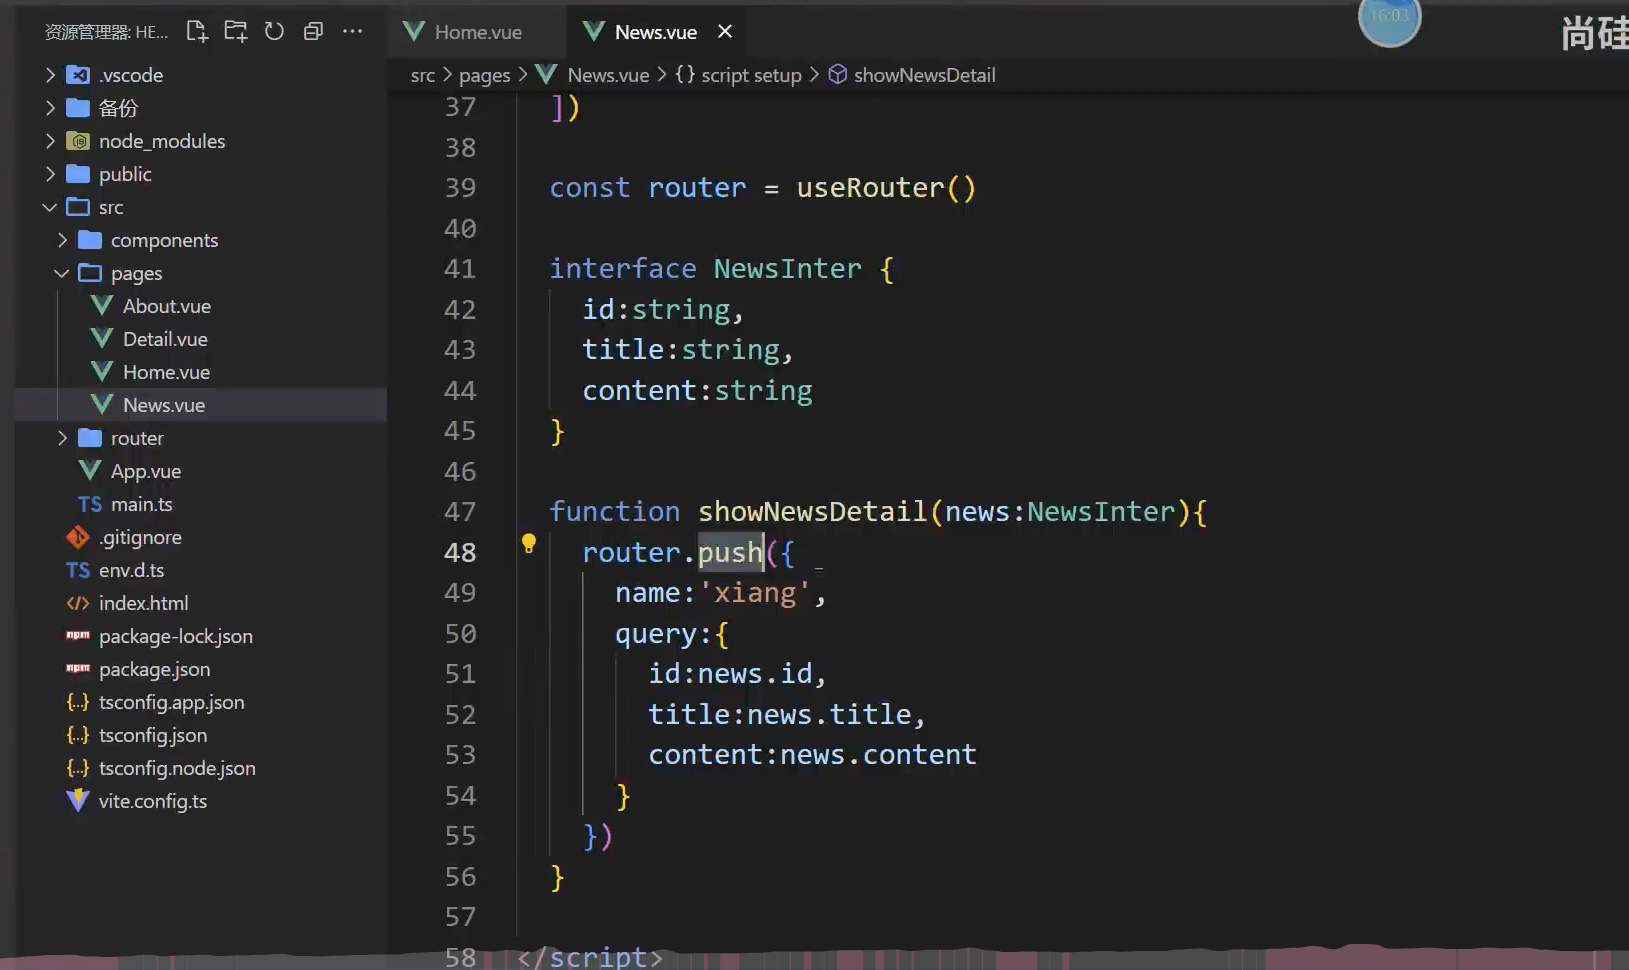 资源管理器: HE...
Home.vue
News.vue
16:03
尚硅
src > pages > News.vue > {} script setup > showNewsDetail
.vscode
备份
node_modules
public
src
components
pages
About.vue
Detail.vue
Home.vue
News.vue
router
App.vue
TS main.ts
.gitignore
TS env.d.ts
</> index.html
npm package-lock.json
npm package.json
{..} tsconfig.app.json
{..} tsconfig.json
{..} tsconfig.node.json
vite.config.ts
37 ])
38
39 const router = useRouter()
40
41 interface NewsInter {
42 id:string,
43 title:string,
44 content:string
45 }
46
47 function showNewsDetail(news:NewsInter){
48 router.push({
49 name:'xiang',
50 query:{
51 id:news.id,
52 title:news.title,
53 content:news.content
54 }
55 })
56 }
57
58 </script>